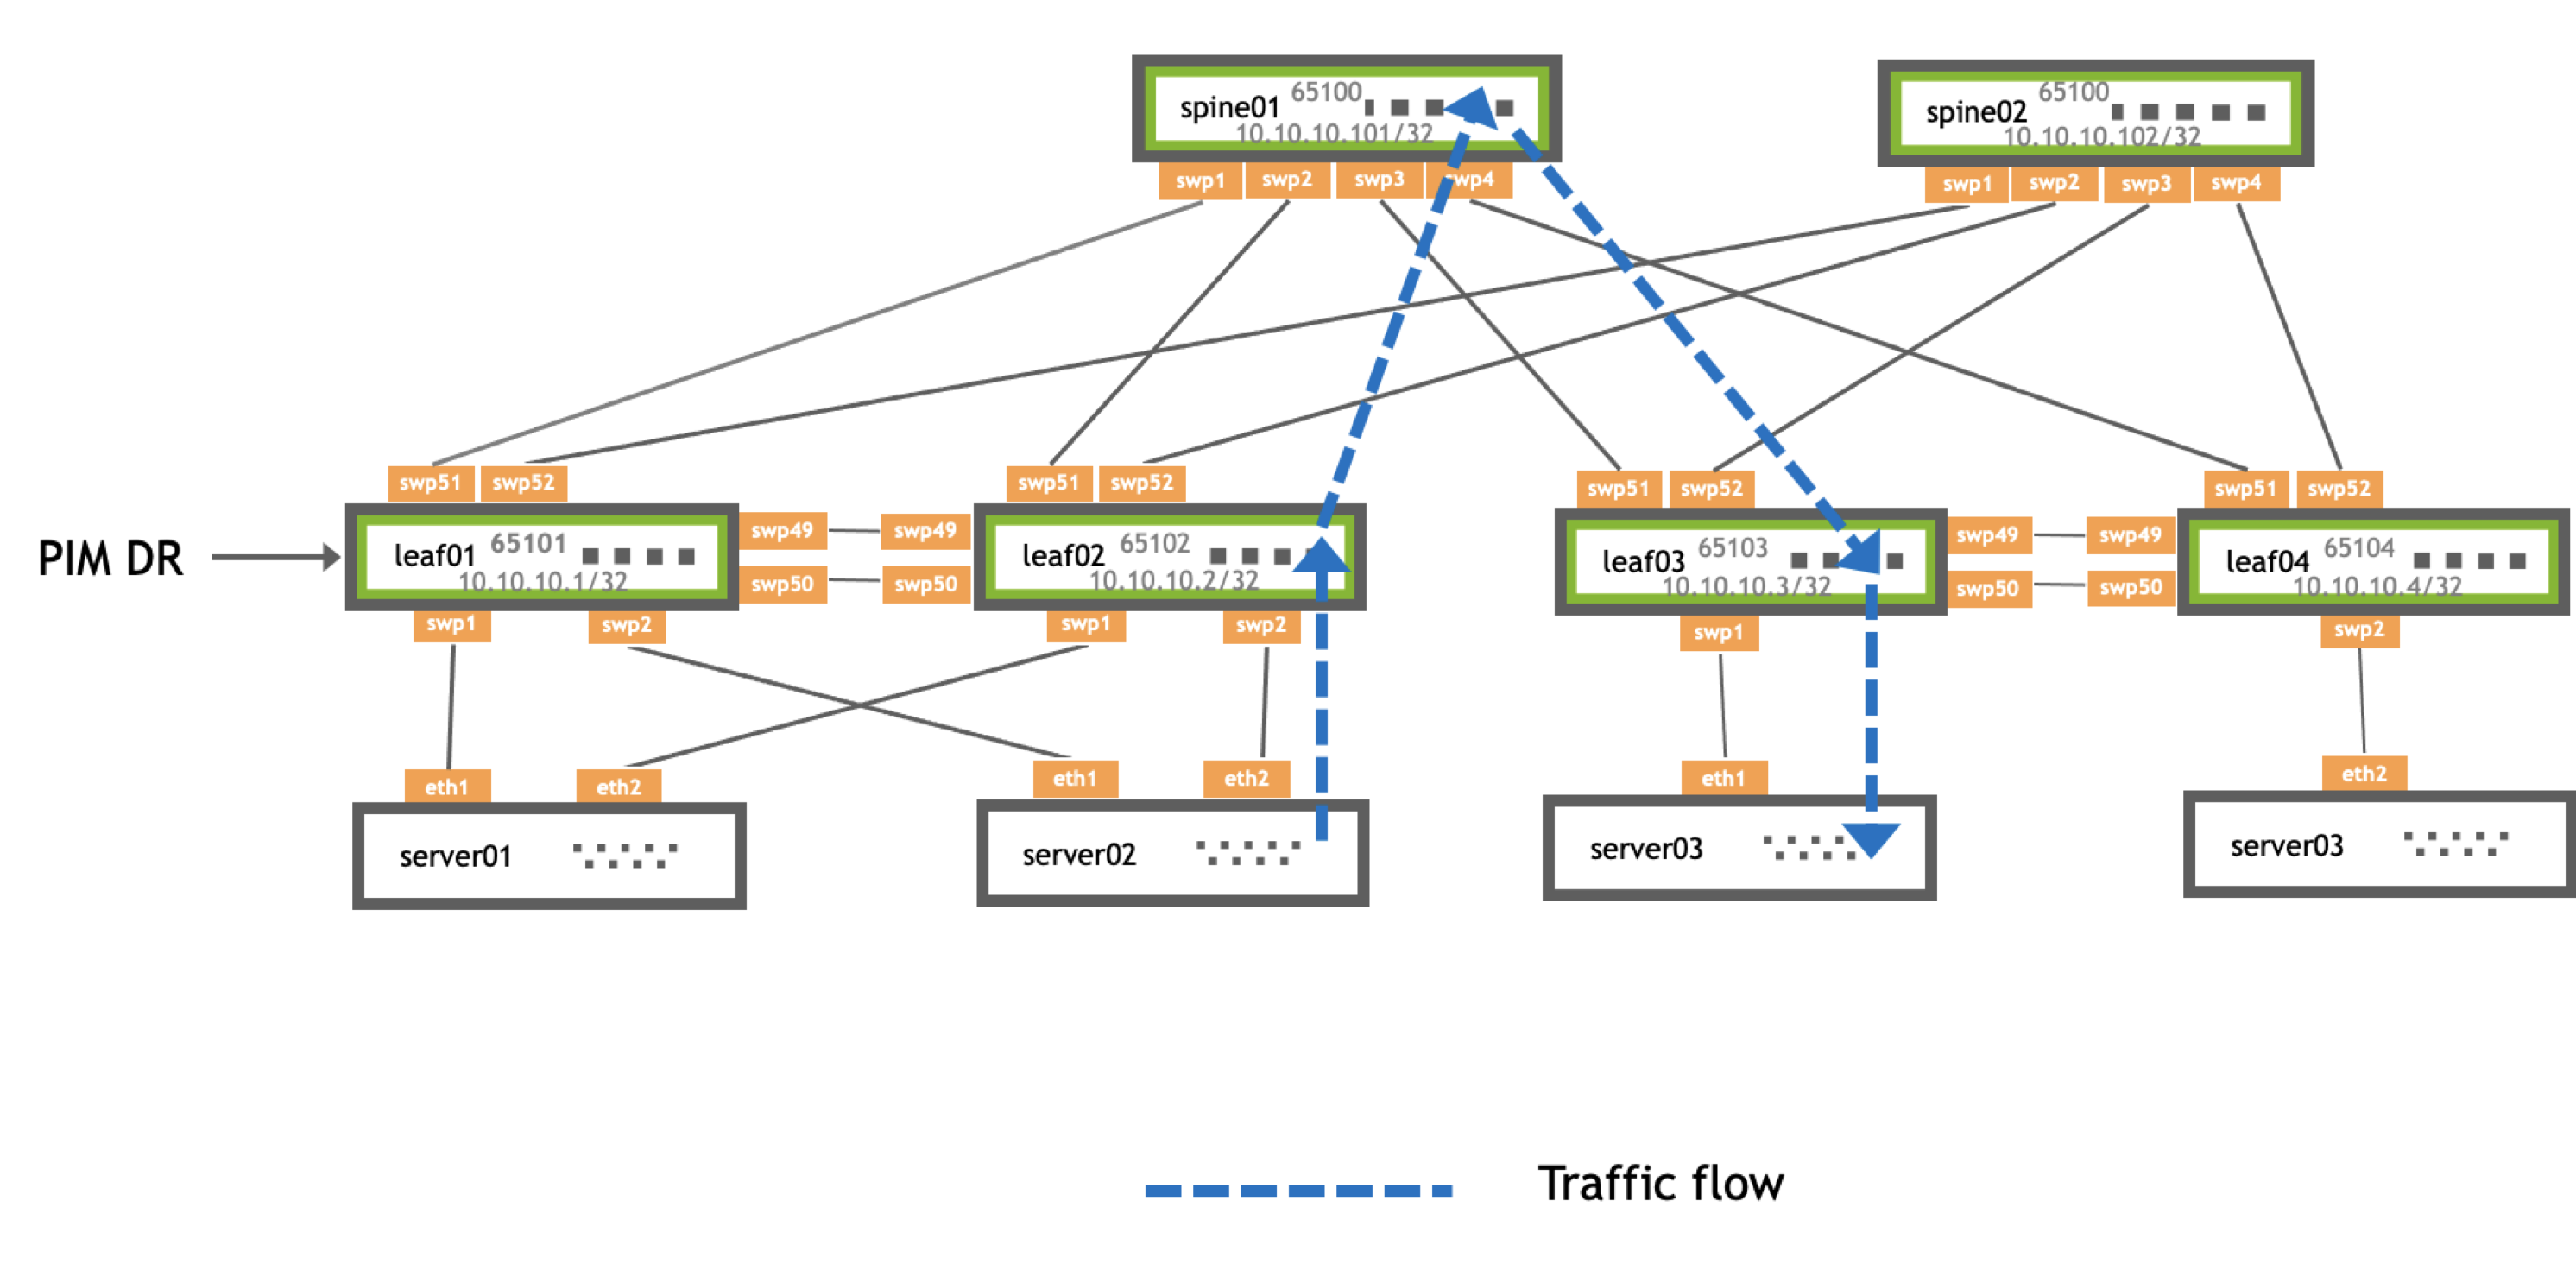 65100
spine01
10.10.10.101/32
65100
spine02
10.10.10.102/32
swp1 swp2 swp3 swp4
swp1 swp2 swp3 swp4
swp51 swp52
swp51 swp52
swp51 swp52
swp51 swp52
PIM DR
leaf01 65101
10.10.10.1/32
swp49 swp49
swp50 swp50
leaf02 65102
10.10.10.2/32
leaf03 65103
10.10.10.3/32
swp49 swp49
swp50 swp50
leaf04 65104
10.10.10.4/32
swp1 swp2
swp1 swp2
swp1
swp2
eth1 eth2
eth1 eth2
eth1
eth2
server01
server02
server03
server03
Traffic flow